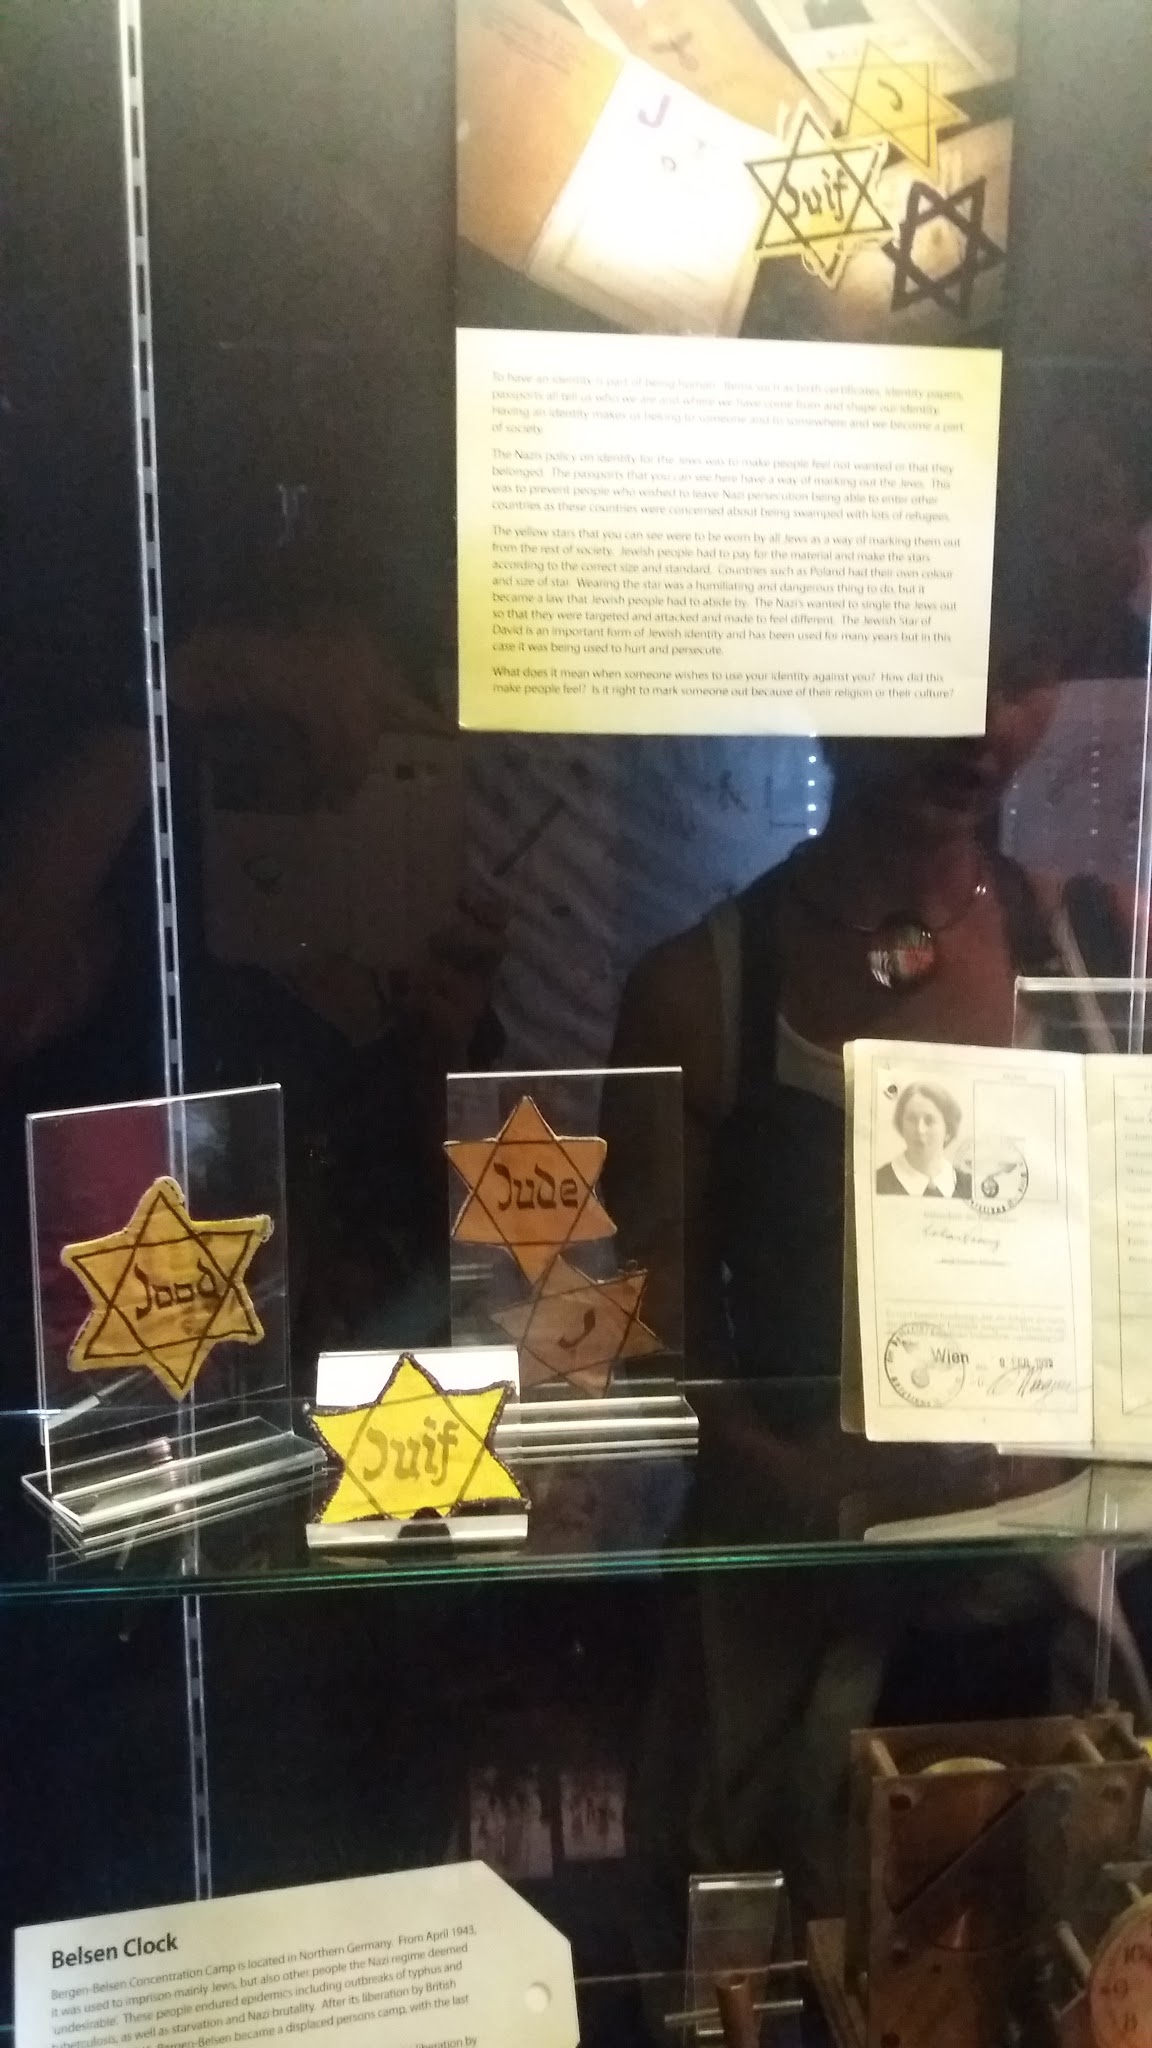 J
J
Juif
To have an identity is part of being human. Items such as birth certificates, identity papers,
passports all tell us who we are and where we have come from and shape our identity.
Having an identity makes us belong to someone and to somewhere and we become a part
of society.
The Nazis policy on identity for the Jews was to make people feel not wanted or that they
belonged. The passports that you can see here have a way of marking out the Jews. This
was to prevent people who wished to leave Nazi persecution being able to enter other
countries as these countries were concerned about being swamped with lots of refugees.
The yellow stars that you can see were to be worn by all Jews as a way of marking them out
from the rest of society. Jewish people had to pay for the material and make the stars
according to the correct size and standard. Countries such as Poland had their own colour
and size of star. Wearing the star was a humiliating and dangerous thing to do, but it
became a law that Jewish people had to abide by. The Nazi's wanted to single the Jews out
so that they were targeted and attacked and made to feel different. The Jewish Star of
David is an important form of Jewish identity and has been used for many years but in this
case it was being used to hurt and persecute.
What does it mean when someone wishes to use your identity against you? How did this
make people feel? Is it right to mark someone out because of their religion or their culture?
Jude
Jood
J
Juif
Wien
Belsen Clock
Bergen-Belsen Concentration Camp is located in Northern Germany. From April 1943,
it was used to imprison mainly Jews, but also other people the Nazi regime deemed
'undesirable'. These people endured epidemics including outbreaks of typhus and
tuberculosis, as well as starvation and Nazi brutality. After its liberation by British
Bergen-Belsen became a displaced persons camp, with the last
liberation by
10
9
8